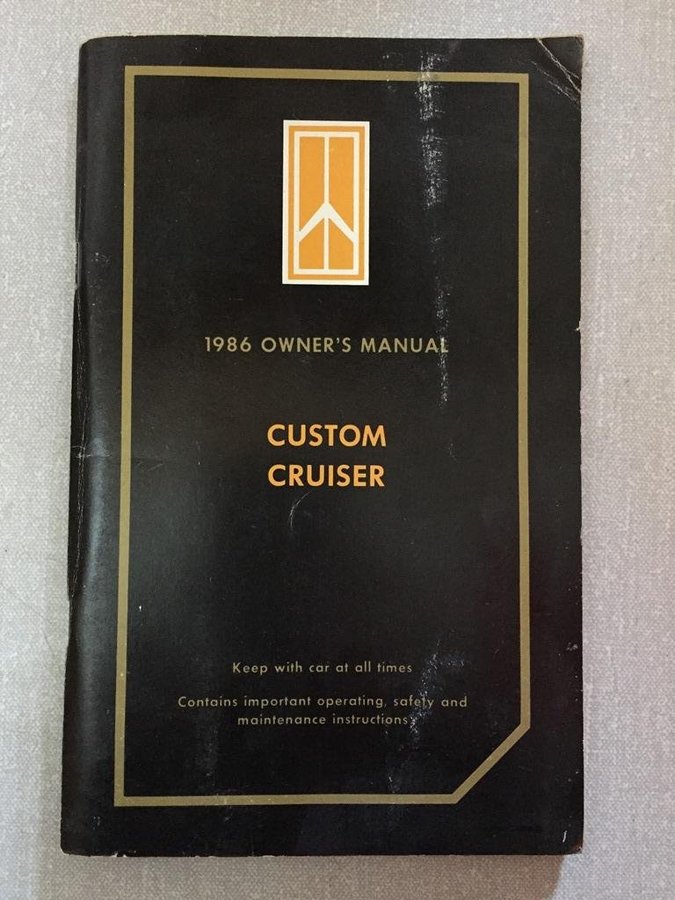 1986 OWNER'S MANUAL
CUSTOM
CRUISER
Keep with car at all times
Contains important operating, safety and
maintenance instructions.